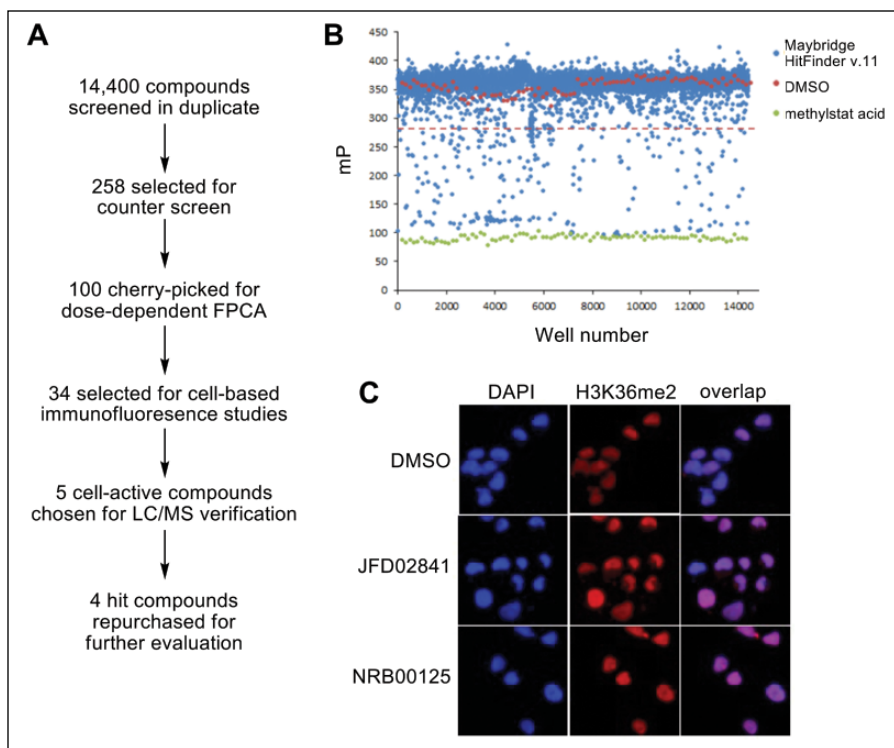 A
14,400 compounds
screened in duplicate
258 selected for
counter screen
100 cherry-picked for
dose-dependent FPCA
34 selected for cell-based
immunofluoresence studies
5 cell-active compounds
chosen for LC/MS verification
4 hit compounds
repurchased for
further evaluation
B
mP
450
400
350
300
250
200
150
100
50
0
0 2000 4000 6000 8000 10000 12000 14000
Well number
Maybridge
HitFinder v.11
DMSO
methylstat acid
C
DAPI H3K36me2 overlap
DMSO
JFD02841
NRB00125